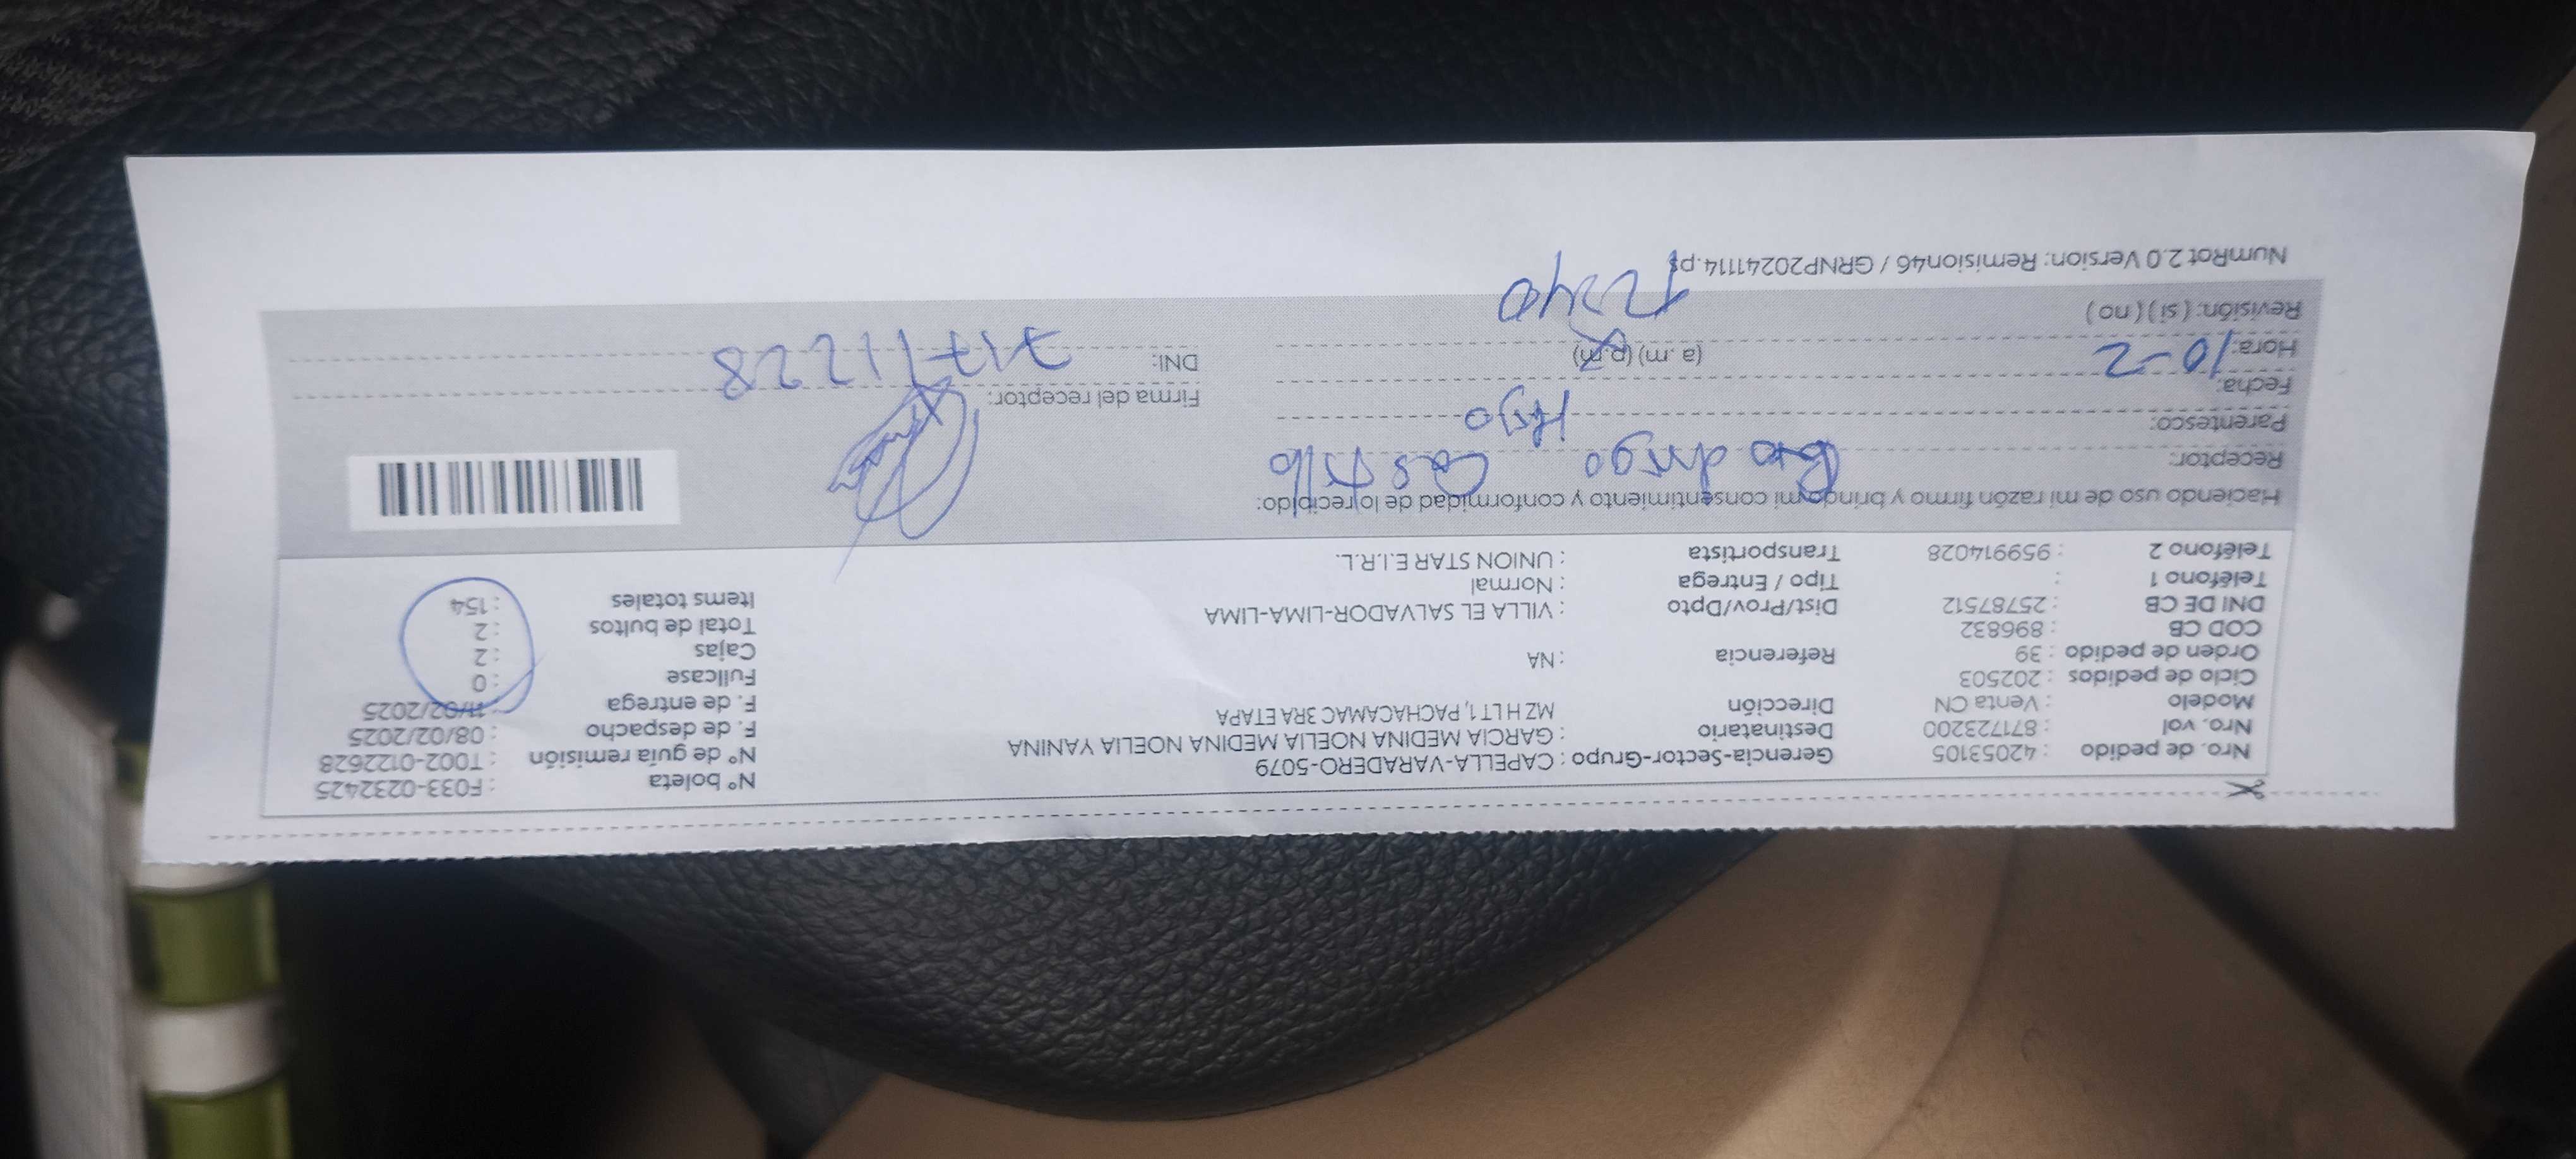 Nro. de pedido : 42053105 Gerencia-Sector-Grupo : CAPELLA-VARADERO-5079 N° boleta : F033-0232425
Nro. vol : 871723200 Destinatario : GARCIA MEDINA NOELIA MEDINA NOELIA YANINA N° de guía remisión : T002-0122628
Modelo : Venta CN Dirección MZ H LT 1, PACHACAMAC 3RA ETAPA F. de despacho : 08/02/2025
Ciclo de pedidos : 202503 F. de entrega : 11/02/2025
Orden de pedido : 39 Referencia : NA Fullcase : 0
COD CB : 896832 Cajas : 2
DNI DE CB : 25787512 Dist/Prov/Dpto : VILLA EL SALVADOR-LIMA-LIMA Total de bultos : 2
Teléfono 1 : Tipo / Entrega : Normal Items totales : 154
Teléfono 2 : 959914028 Transportista : UNION STAR E.I.R.L.
Haciendo uso de mi razón firmo y brindo mi consentimiento y conformidad de lo recibido:
Receptor: Rodrigo Castillo
Parentesco: Hijo
Fecha: Firma del receptor:
Hora: 10-2 (a.m) (p.m) DNI: 71711228
Revisión: ( si ) ( no ) 12:40
NumRot 2.0 Version: Remision46 / GRNP20241114.ps